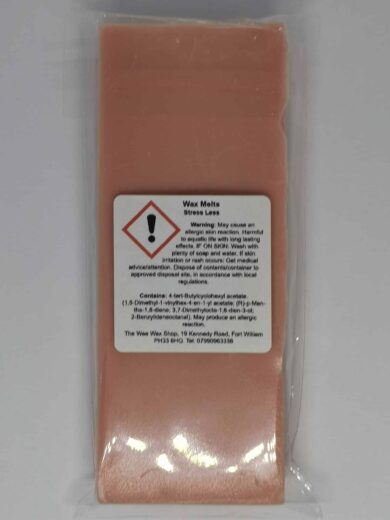 Wax Melts
Stress Less
Warning: May cause an
allergic skin reaction. Harmful
to aquatic life with long lasting
effects. IF ON SKIN: Wash with
plenty of soap and water. If skin
irritation or rash occurs: Get medical
advice/attention. Dispose of contents/container to
approved disposal site, in accordance with local
regulations.
Contains: 4-tert-Butylcyclohexyl acetate.
(1,5-Dimethyl-1-vinylhex-4-en-1-yl acetate; (R)-p-Men-
tha-1,8-diene; 3,7-Dimethylocta-1,6-dien-3-ol;
2-Benzylideneoctanal). May produce an allergic
reaction.
The Wee Wax Shop, 19 Kennedy Road, Fort William
PH33 6HQ. Tel: 07990963336